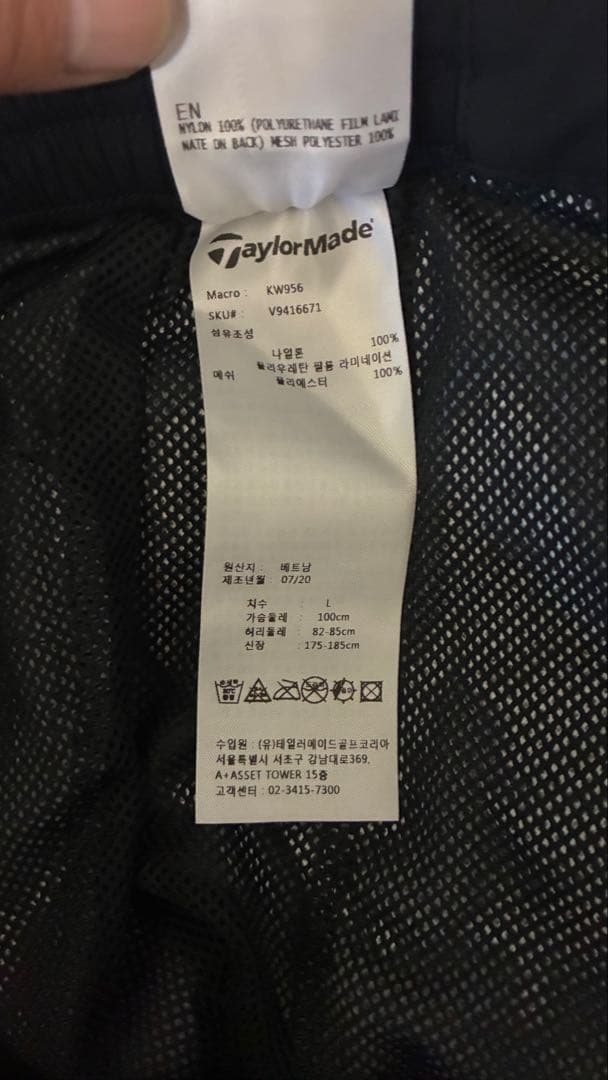 EN
NYLON 100% (POLYURETHANE FILM LAMI
NATE ON BACK) MESH POLYESTER 100%
TaylorMade
Macro : KW956
SKU# : V9416671
섬유조성
나일론 100%
폴리우레탄 필름 라미네이션
메쉬 폴리에스터 100%
원산지 : 베트남
제조년월 : 07/20
치수 : L
가슴둘레 : 100cm
허리둘레 : 82-85cm
신장 : 175-185cm
수입원 : (유)테일러메이드골프코리아
서울특별시 서초구 강남대로369,
A+ASSET TOWER 15층
고객센터 : 02-3415-7300